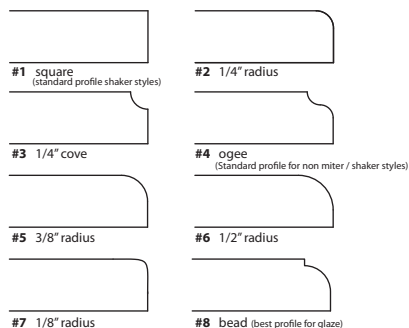 #1 square
(standard profile shaker styles)
#2 1/4" radius
#3 1/4" cove
#4 ogee
(Standard profile for non miter / shaker styles)
#5 3/8" radius
#6 1/2" radius
#7 1/8" radius
#8 bead (best profile for glaze)